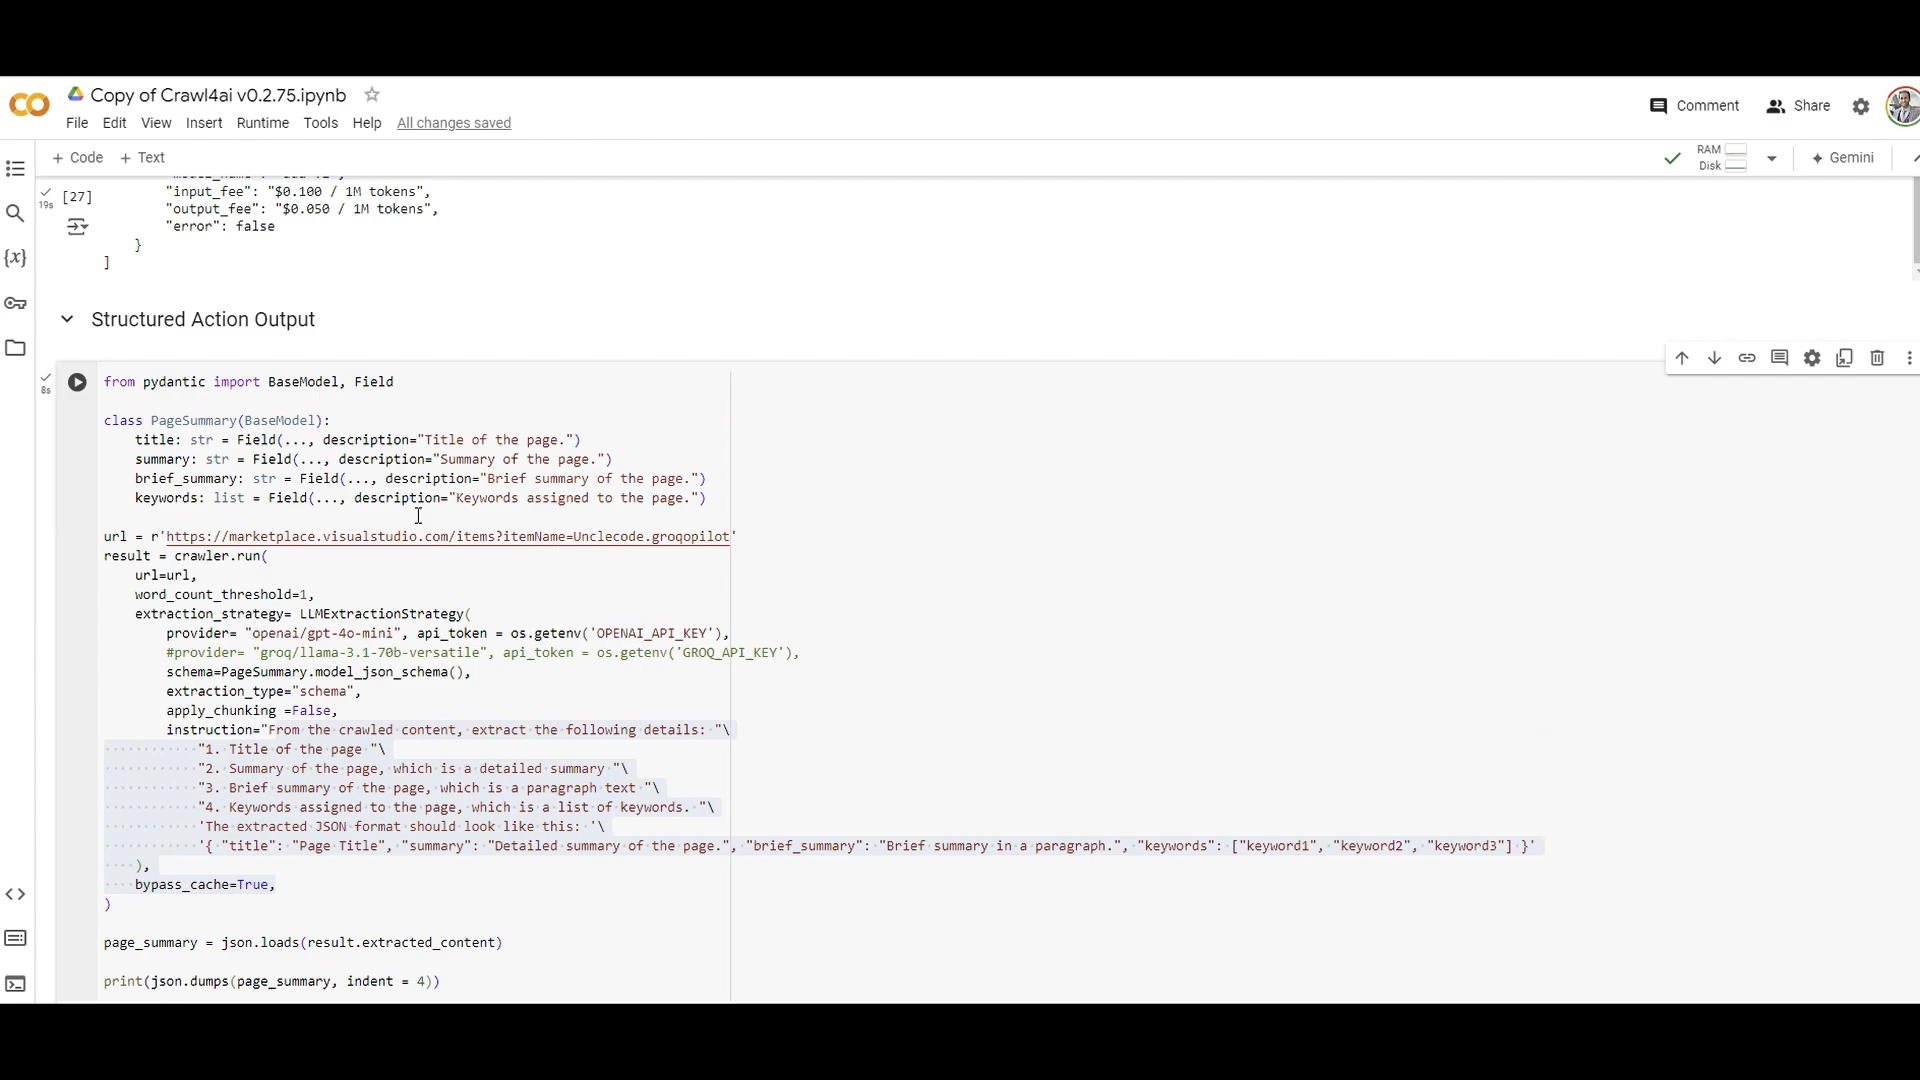 Copy of Crawl4ai v0.2.75.ipynb
Comment
Share
File Edit View Insert Runtime Tools Help All changes saved
+ Code + Text
RAM
Disk
Gemini
[27]
19s
"input_fee": "$0.100 / 1M tokens",
"output_fee": "$0.050 / 1M tokens",
"error": false
}
]
Structured Action Output
8s
from pydantic import BaseModel, Field
class PageSummary(BaseModel):
title: str = Field(..., description="Title of the page.")
summary: str = Field(..., description="Summary of the page.")
brief_summary: str = Field(..., description="Brief summary of the page.")
keywords: list = Field(..., description="Keywords assigned to the page.")
url = r'https://marketplace.visualstudio.com/items?itemName=Unclecode.groqopilot'
result = crawler.run(
url=url,
word_count_threshold=1,
extraction_strategy= LLMExtractionStrategy(
provider= "openai/gpt-4o-mini", api_token = os.getenv('OPENAI_API_KEY'),
#provider= "groq/llama-3.1-70b-versatile", api_token = os.getenv('GROQ_API_KEY'),
schema=PageSummary.model_json_schema(),
extraction_type="schema",
apply_chunking =False,
instruction="From the crawled content, extract the following details: "\
"1. Title of the page "\
"2. Summary of the page, which is a detailed summary "\
"3. Brief summary of the page, which is a paragraph text "\
"4. Keywords assigned to the page, which is a list of keywords. "\
'The extracted JSON format should look like this: '\
'{ "title": "Page Title", "summary": "Detailed summary of the page.", "brief_summary": "Brief summary in a paragraph.", "keywords": ["keyword1", "keyword2", "keyword3"] }'
),
bypass_cache=True,
)
page_summary = json.loads(result.extracted_content)
print(json.dumps(page_summary, indent = 4))